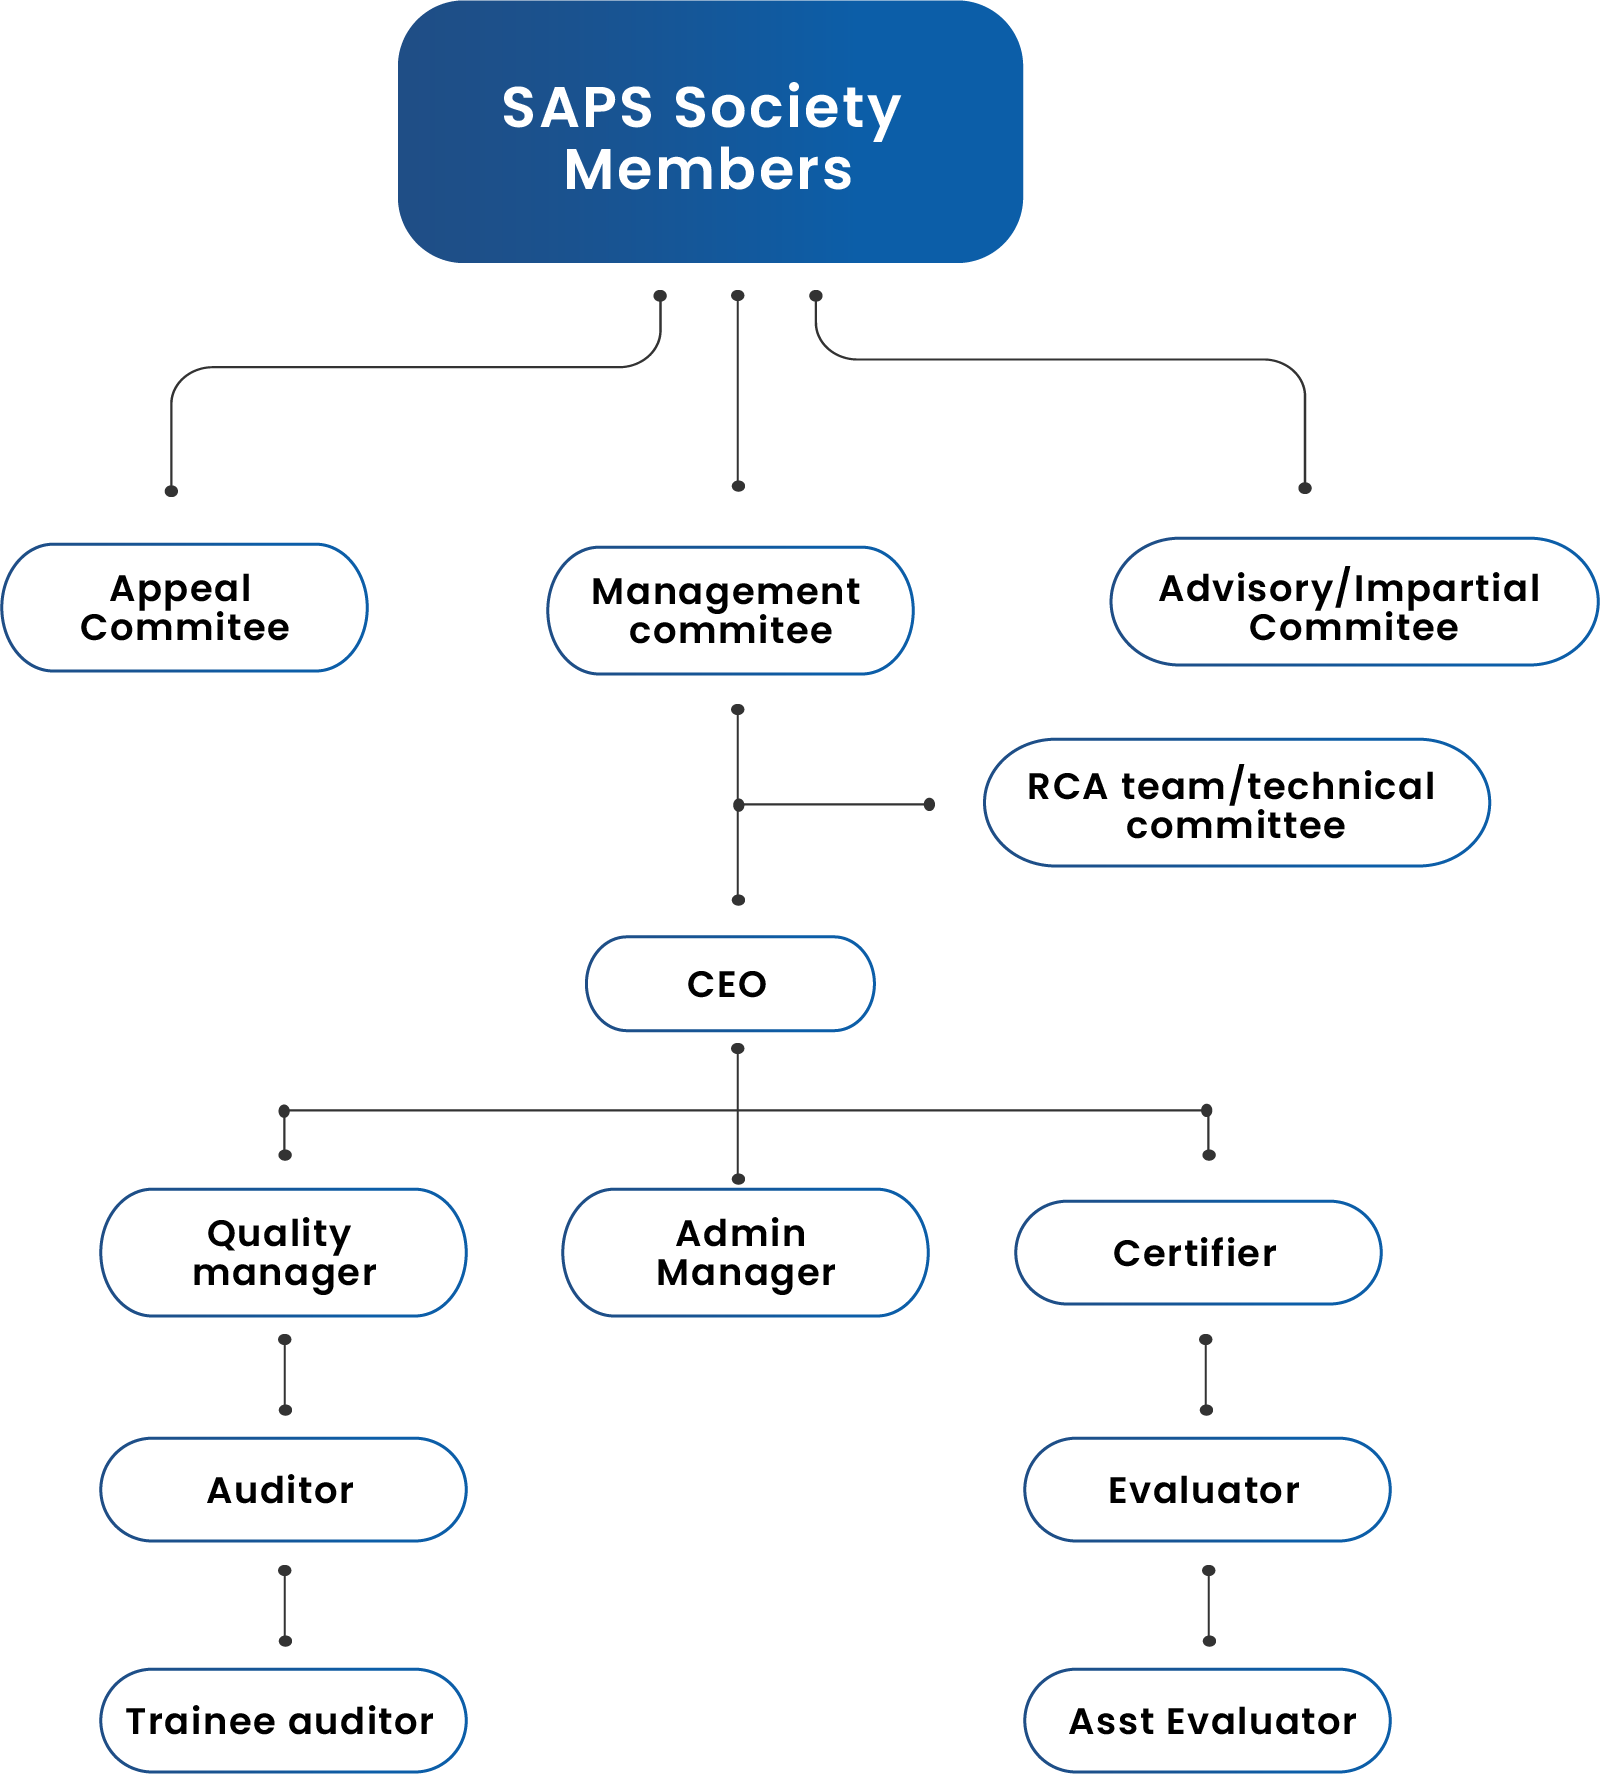 SAPS Society
Members
Appeal
Commitee
Management
commitee
Advisory/Impartial
Commitee
RCA team/technical
committee
CEO
Quality
manager
Admin
Manager
Certifier
Auditor
Evaluator
Trainee auditor
Asst Evaluator